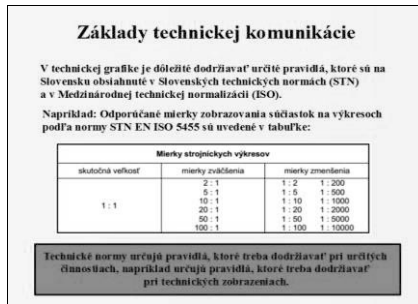 Základy technickej komunikácie
V technickej grafike je dôležité dodržiavať určité pravidlá, ktoré sú na
Slovensku obsiahnuté v Slovenských technických normách (STN)
a v Medzinárodnej technickej normalizácii (ISO).
Napríklad: Odporúčané mierky zobrazovania súčiastok na výkresoch
podľa normy STN EN ISO 5455 sú uvedené v tabuľke:
Mierky strojníckych výkresov
skutočná veľkosť mierky zväčšenia mierky zmenšenia
2 : 1 1 : 2 1 : 200
5 : 1 1 : 5 1 : 500
10 : 1 1 : 10 1 : 1000
1 : 1 20 : 1 1 : 20 1 : 2000
50 : 1 1 : 50 1 : 5000
100 : 1 1 : 100 1 : 10000
Technické normy určujú pravidlá, ktoré treba dodržiavať pri určitých
činnostiach, napríklad určujú pravidlá, ktoré treba dodržiavať
pri technických zobrazeniach.